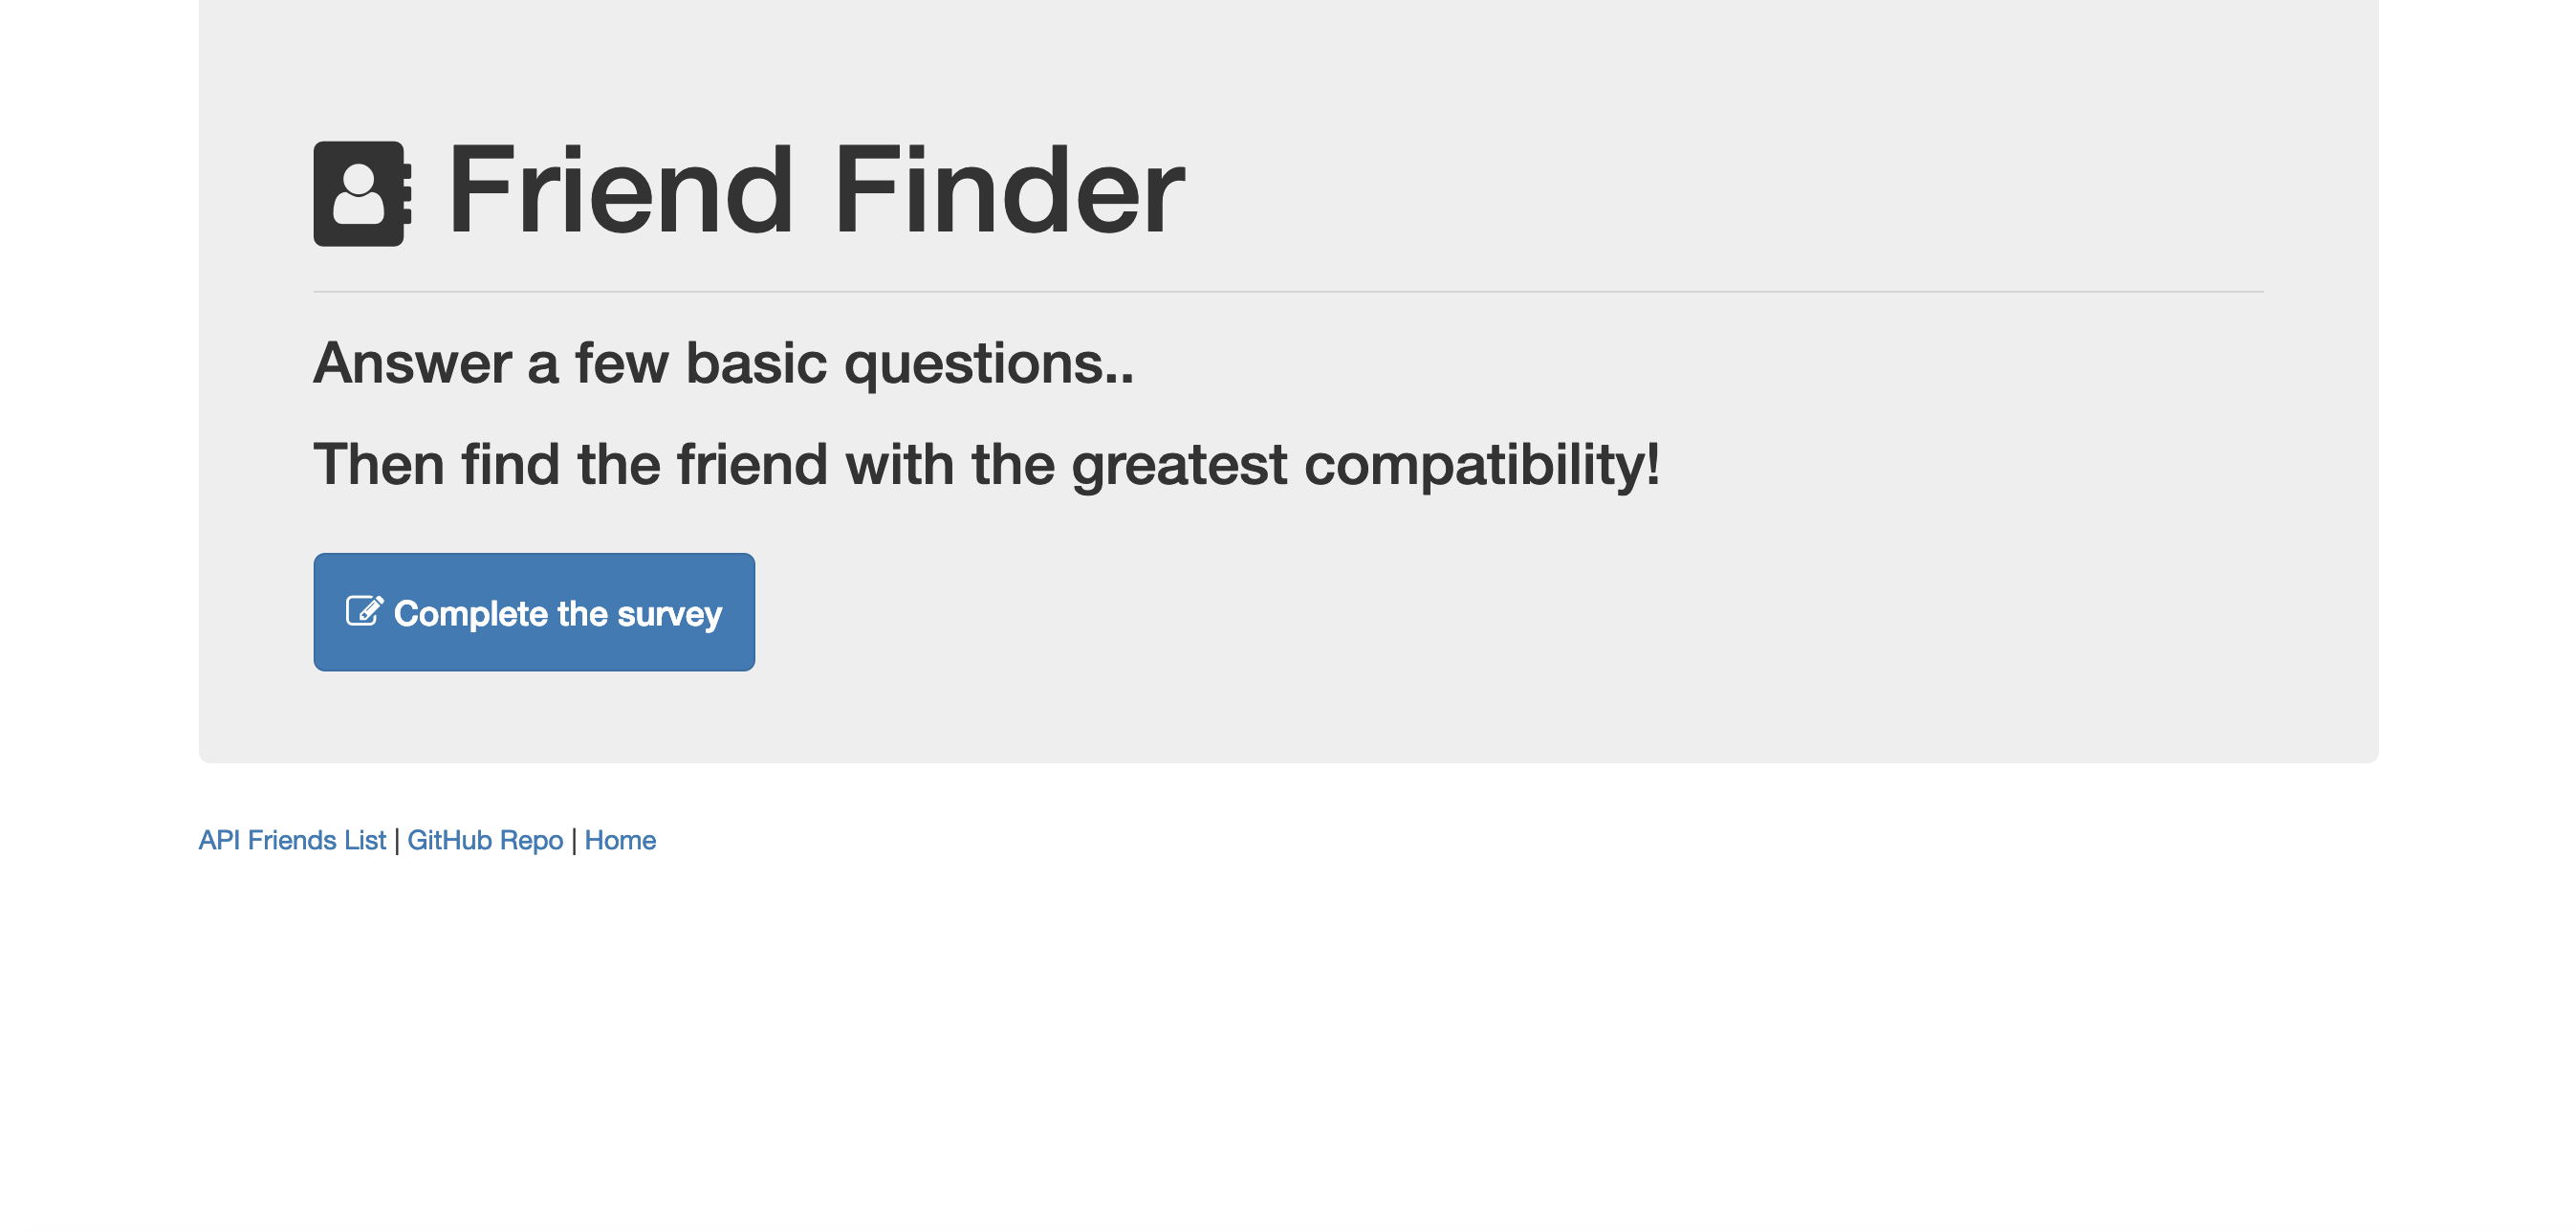 Friend Finder
Answer a few basic questions..
Then find the friend with the greatest compatibility!
Complete the survey
API Friends List | GitHub Repo | Home